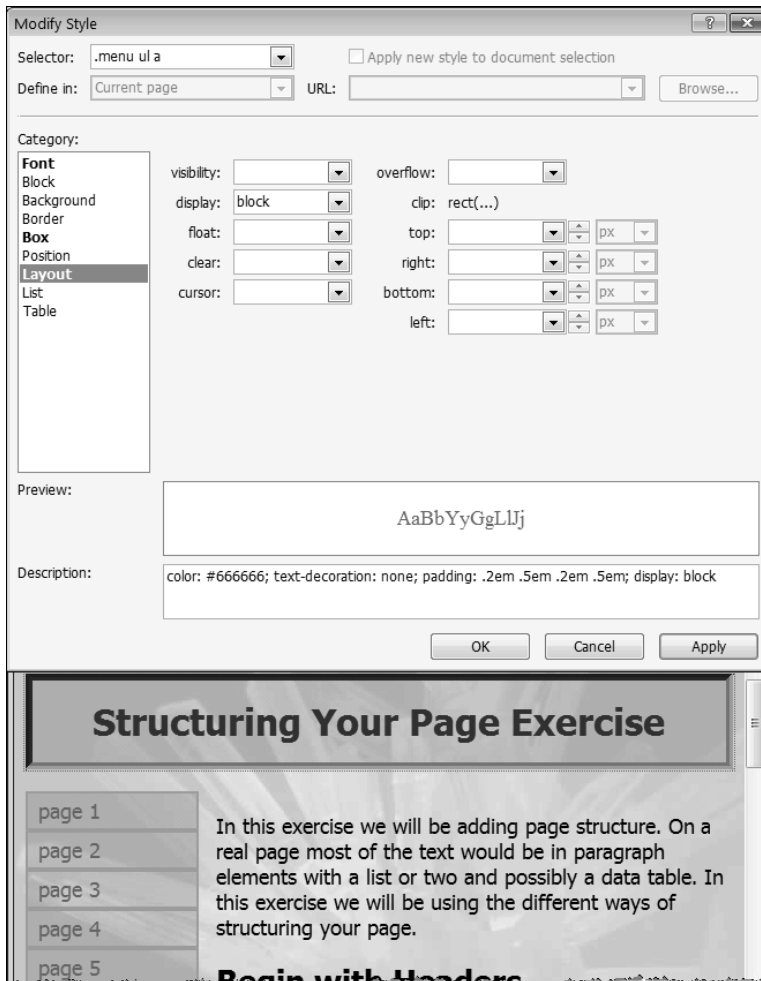 Modify Style
Selector: .menu ul a
Apply new style to document selection
Define in: Current page URL: Browse...
Category:
Font
Block
Background
Border
Box
Position
Layout
List
Table
visibility: overflow:
display: block clip: rect(...)
float: top: px
clear: right: px
cursor: bottom: px
left: px
Preview:
AaBbYyGgLlJj
Description:
color: #666666; text-decoration: none; padding: .2em .5em .2em .5em; display: block
OK Cancel Apply
Structuring Your Page Exercise
page 1
page 2
page 3
page 4
page 5
In this exercise we will be adding page structure. On a
real page most of the text would be in paragraph
elements with a list or two and possibly a data table. In
this exercise we will be using the different ways of
structuring your page.
Begin with Headers